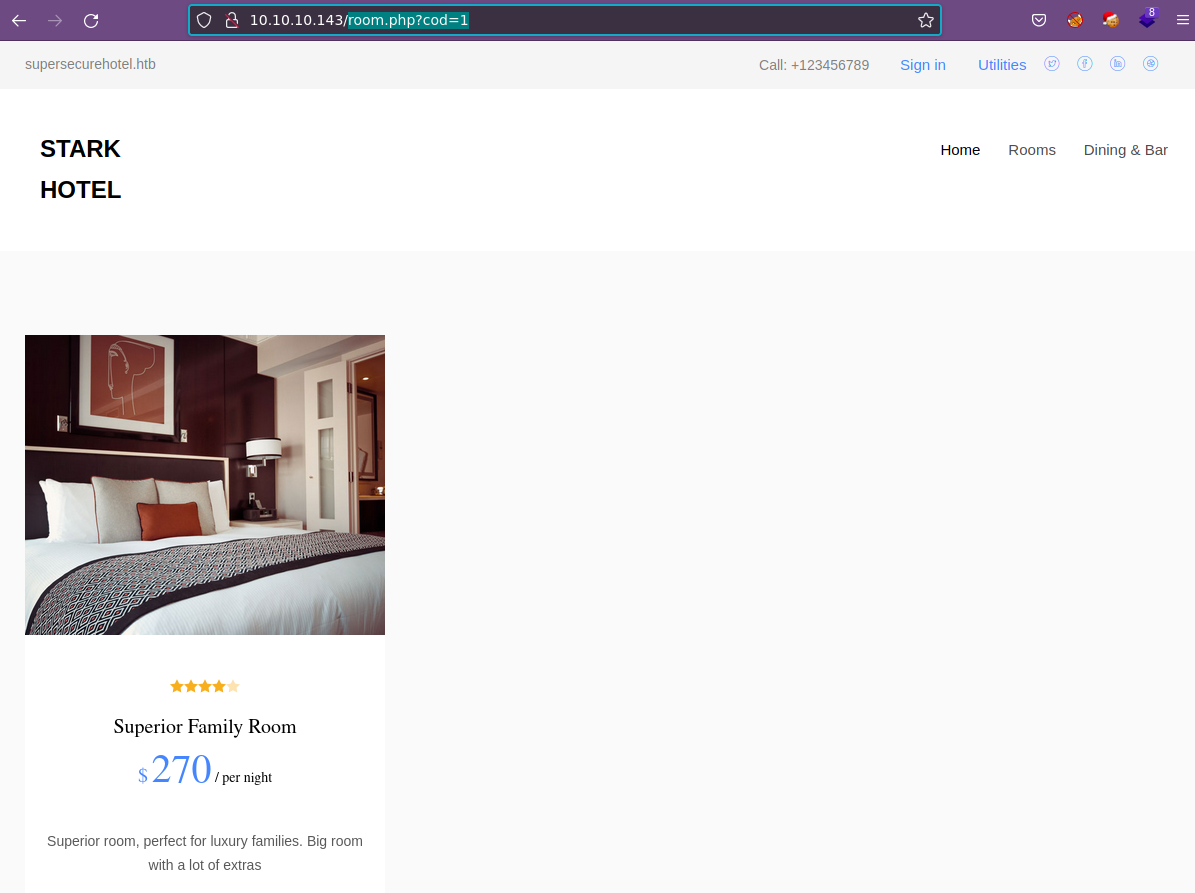 10.10.10.143/room.php?cod=1
8
supersecurehotel.htb
Call: +123456789
Sign in
Utilities
STARK
HOTEL
Home
Rooms
Dining & Bar
Superior Family Room
$270 / per night
Superior room, perfect for luxury families. Big room
with a lot of extras